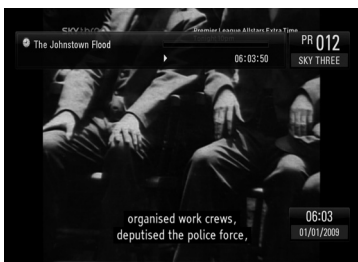 Premier League Allstars Extra Time
The Johnstown Flood
06:03:50
PR 012
SKY THREE
organised work crews,
deputised the police force,
06:03
01/01/2009